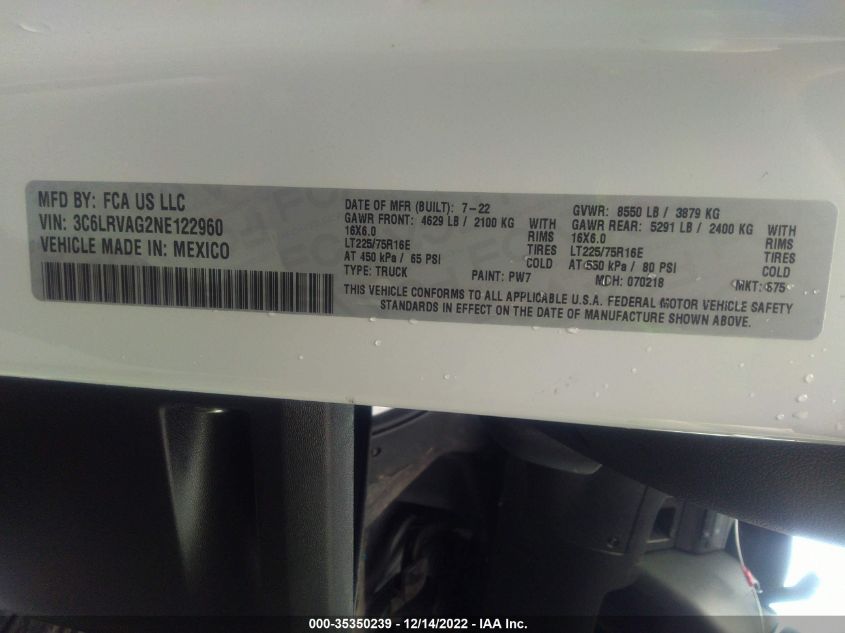 MFD BY: FCA US LLC
VIN: 3C6LRVAG2NE122960
VEHICLE MADE IN: MEXICO
DATE OF MFR (BUILT): 7-22
GAWR FRONT: 4629 LB / 2100 KG WITH
16X6.0 RIMS
LT225/75R16E TIRES
AT 450 kPa / 65 PSI COLD
TYPE: TRUCK PAINT: PW7
GVWR: 8550 LB / 3879 KG
GAWR REAR: 5291 LB / 2400 KG WITH
16X6.0 RIMS
LT225/75R16E TIRES
AT 550 kPa / 80 PSI COLD
MDH: 070218 MKT: 675
THIS VEHICLE CONFORMS TO ALL APPLICABLE U.S.A. FEDERAL MOTOR VEHICLE SAFETY
STANDARDS IN EFFECT ON THE DATE OF MANUFACTURE SHOWN ABOVE.
000-35350239 - 12/14/2022 - IAA Inc.